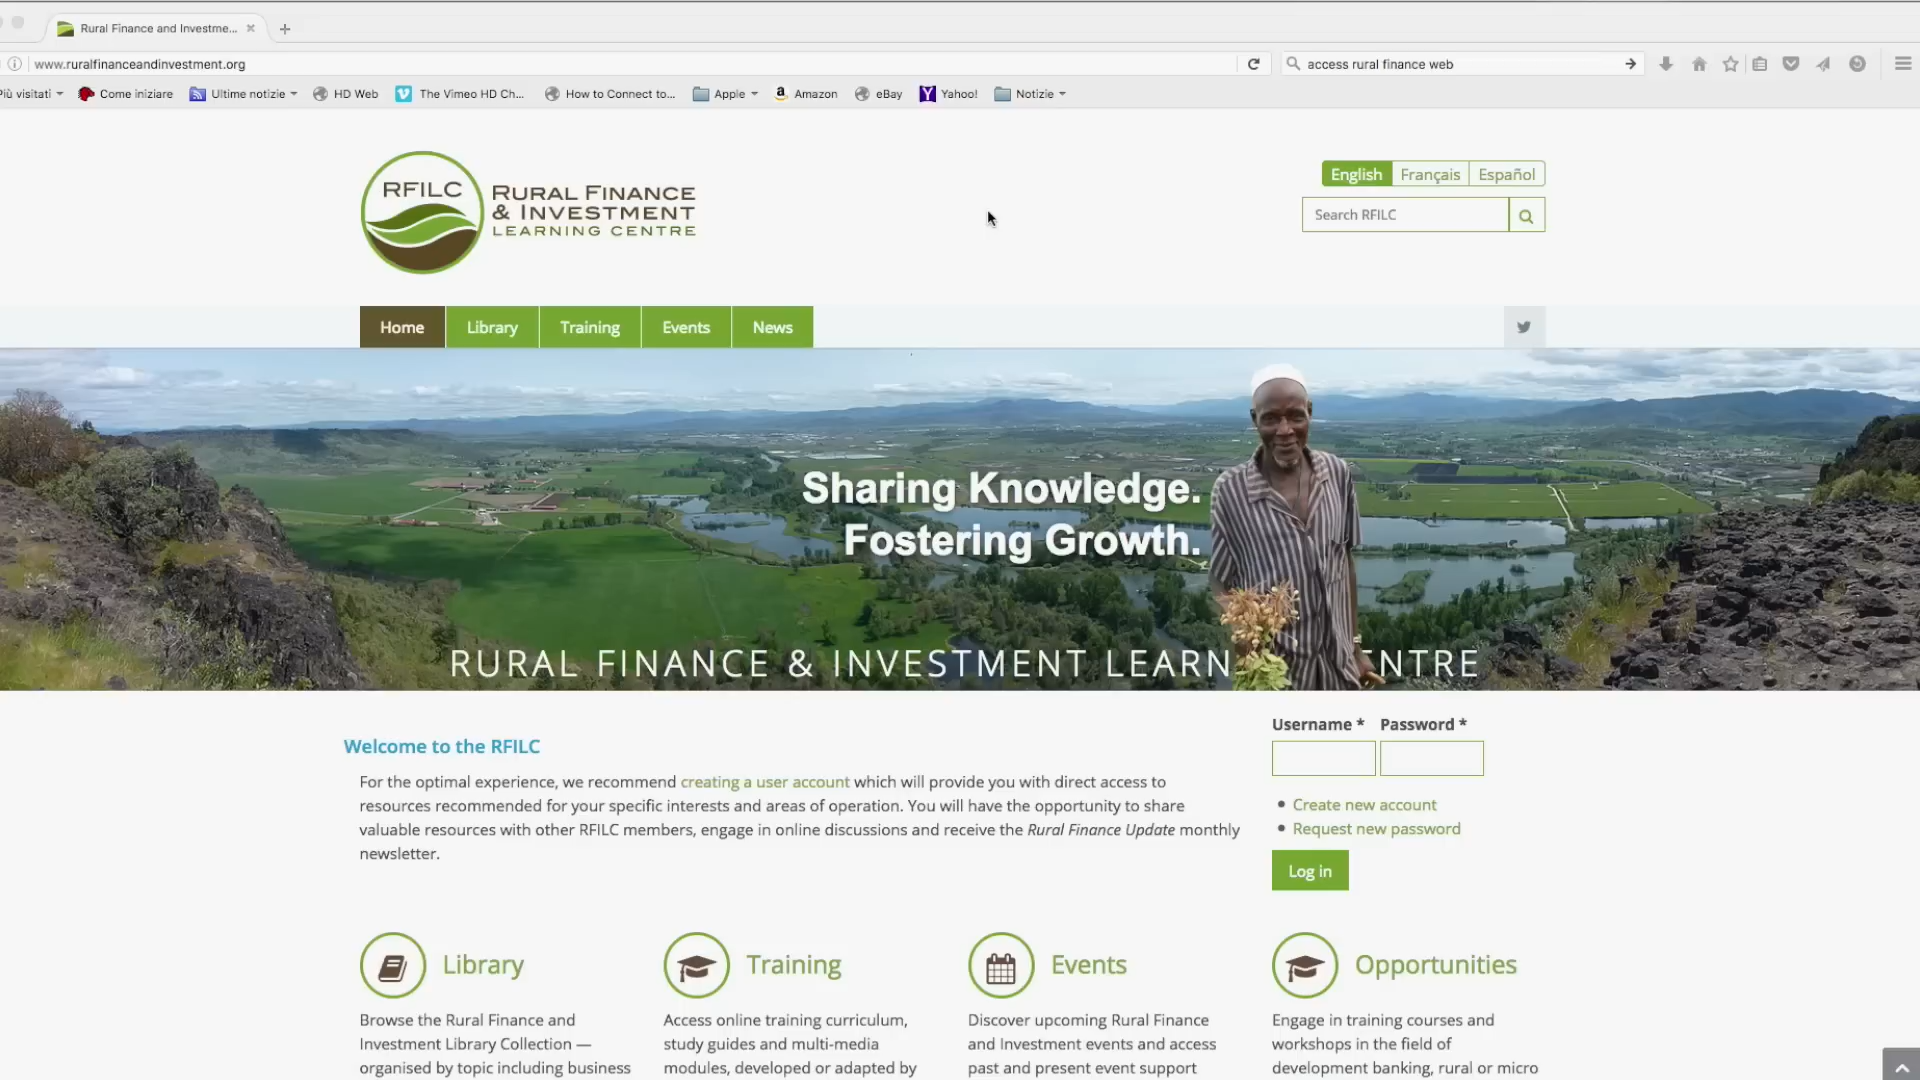 Rural Finance and Investme...
www.ruralfinanceandinvestment.org
access rural finance web
iù visitati
Come iniziare
Ultime notizie
HD Web
The Vimeo HD Ch...
How to Connect to...
Apple
Amazon
eBay
Yahoo!
Notizie
RFILC
RURAL FINANCE
& INVESTMENT
LEARNING CENTRE
English
Français
Español
Search RFILC
Home
Library
Training
Events
News
Sharing Knowledge.
Fostering Growth.
RURAL FINANCE & INVESTMENT LEARN NTRE
Welcome to the RFILC
For the optimal experience, we recommend creating a user account which will provide you with direct access to
resources recommended for your specific interests and areas of operation. You will have the opportunity to share
valuable resources with other RFILC members, engage in online discussions and receive the Rural Finance Update monthly
newsletter.
Username *
Password *
Create new account
Request new password
Log in
Library
Browse the Rural Finance and
Investment Library Collection —
organised by topic including business
Training
Access online training curriculum,
study guides and multi-media
modules, developed or adapted by
Events
Discover upcoming Rural Finance
and Investment events and access
past and present event support
Opportunities
Engage in training courses and
workshops in the field of
development banking, rural or micro